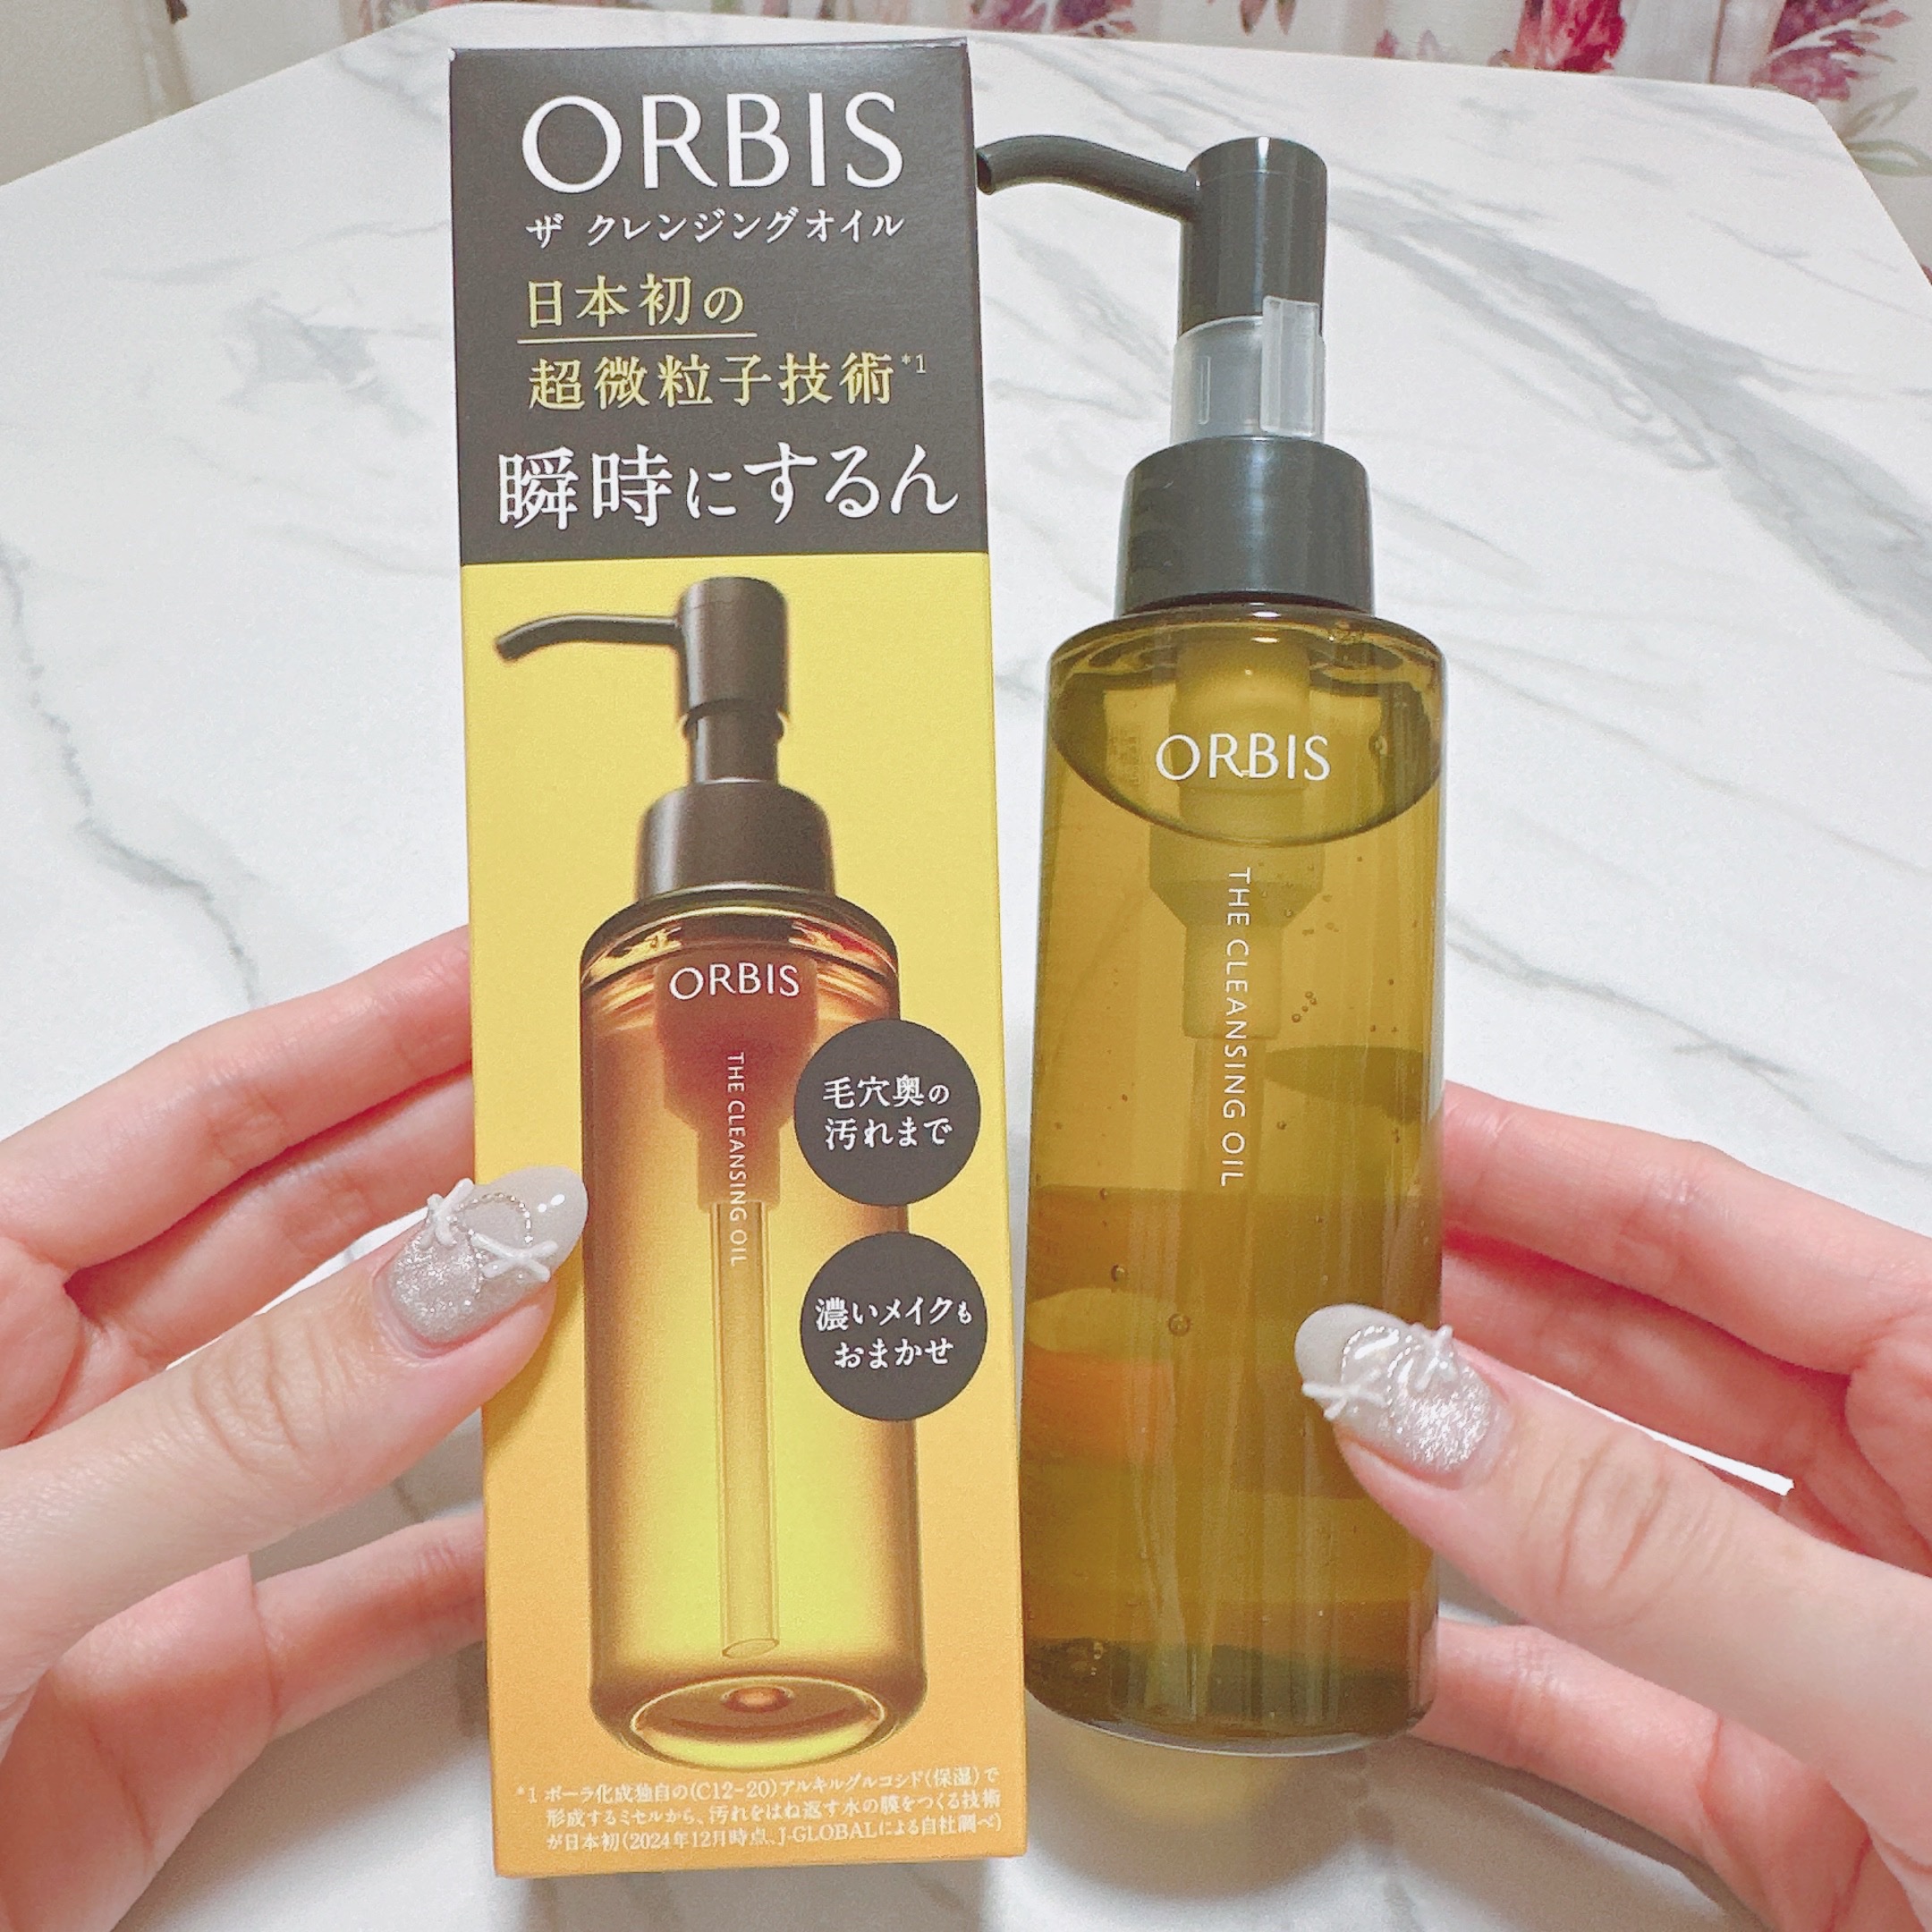 ORBIS
ザ クレンジングオイル
日本初の
超微粒子技術*1
瞬時にするん
ORBIS
THE CLEANSING OIL
毛穴奥の
汚れまで
濃いメイクも
おまかせ
*1 ポーラ化成独自の(C12-20)アルキルグルコシド(保湿)で
形成するミセルから、汚れをはね返す水の膜をつくる技術
が日本初(2024年12月時点、J-GLOBALによる自社調べ)
ORBIS
THE CLEANSING OIL